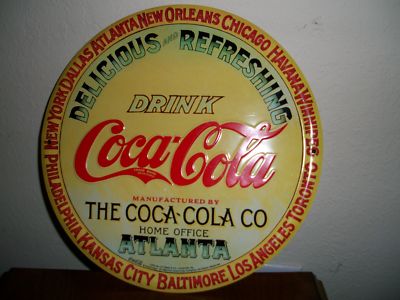 NEW YORK DALLAS ATLANTA NEW ORLEANS CHICAGO HAVANA WINNIPEG
DELICIOUS AND REFRESHING
DRINK
Coca-Cola
MANUFACTURED BY
THE COCA-COLA CO
HOME OFFICE
ATLANTA
PHILADELPHIA KANSAS CITY BALTIMORE LOS ANGELES TORONTO